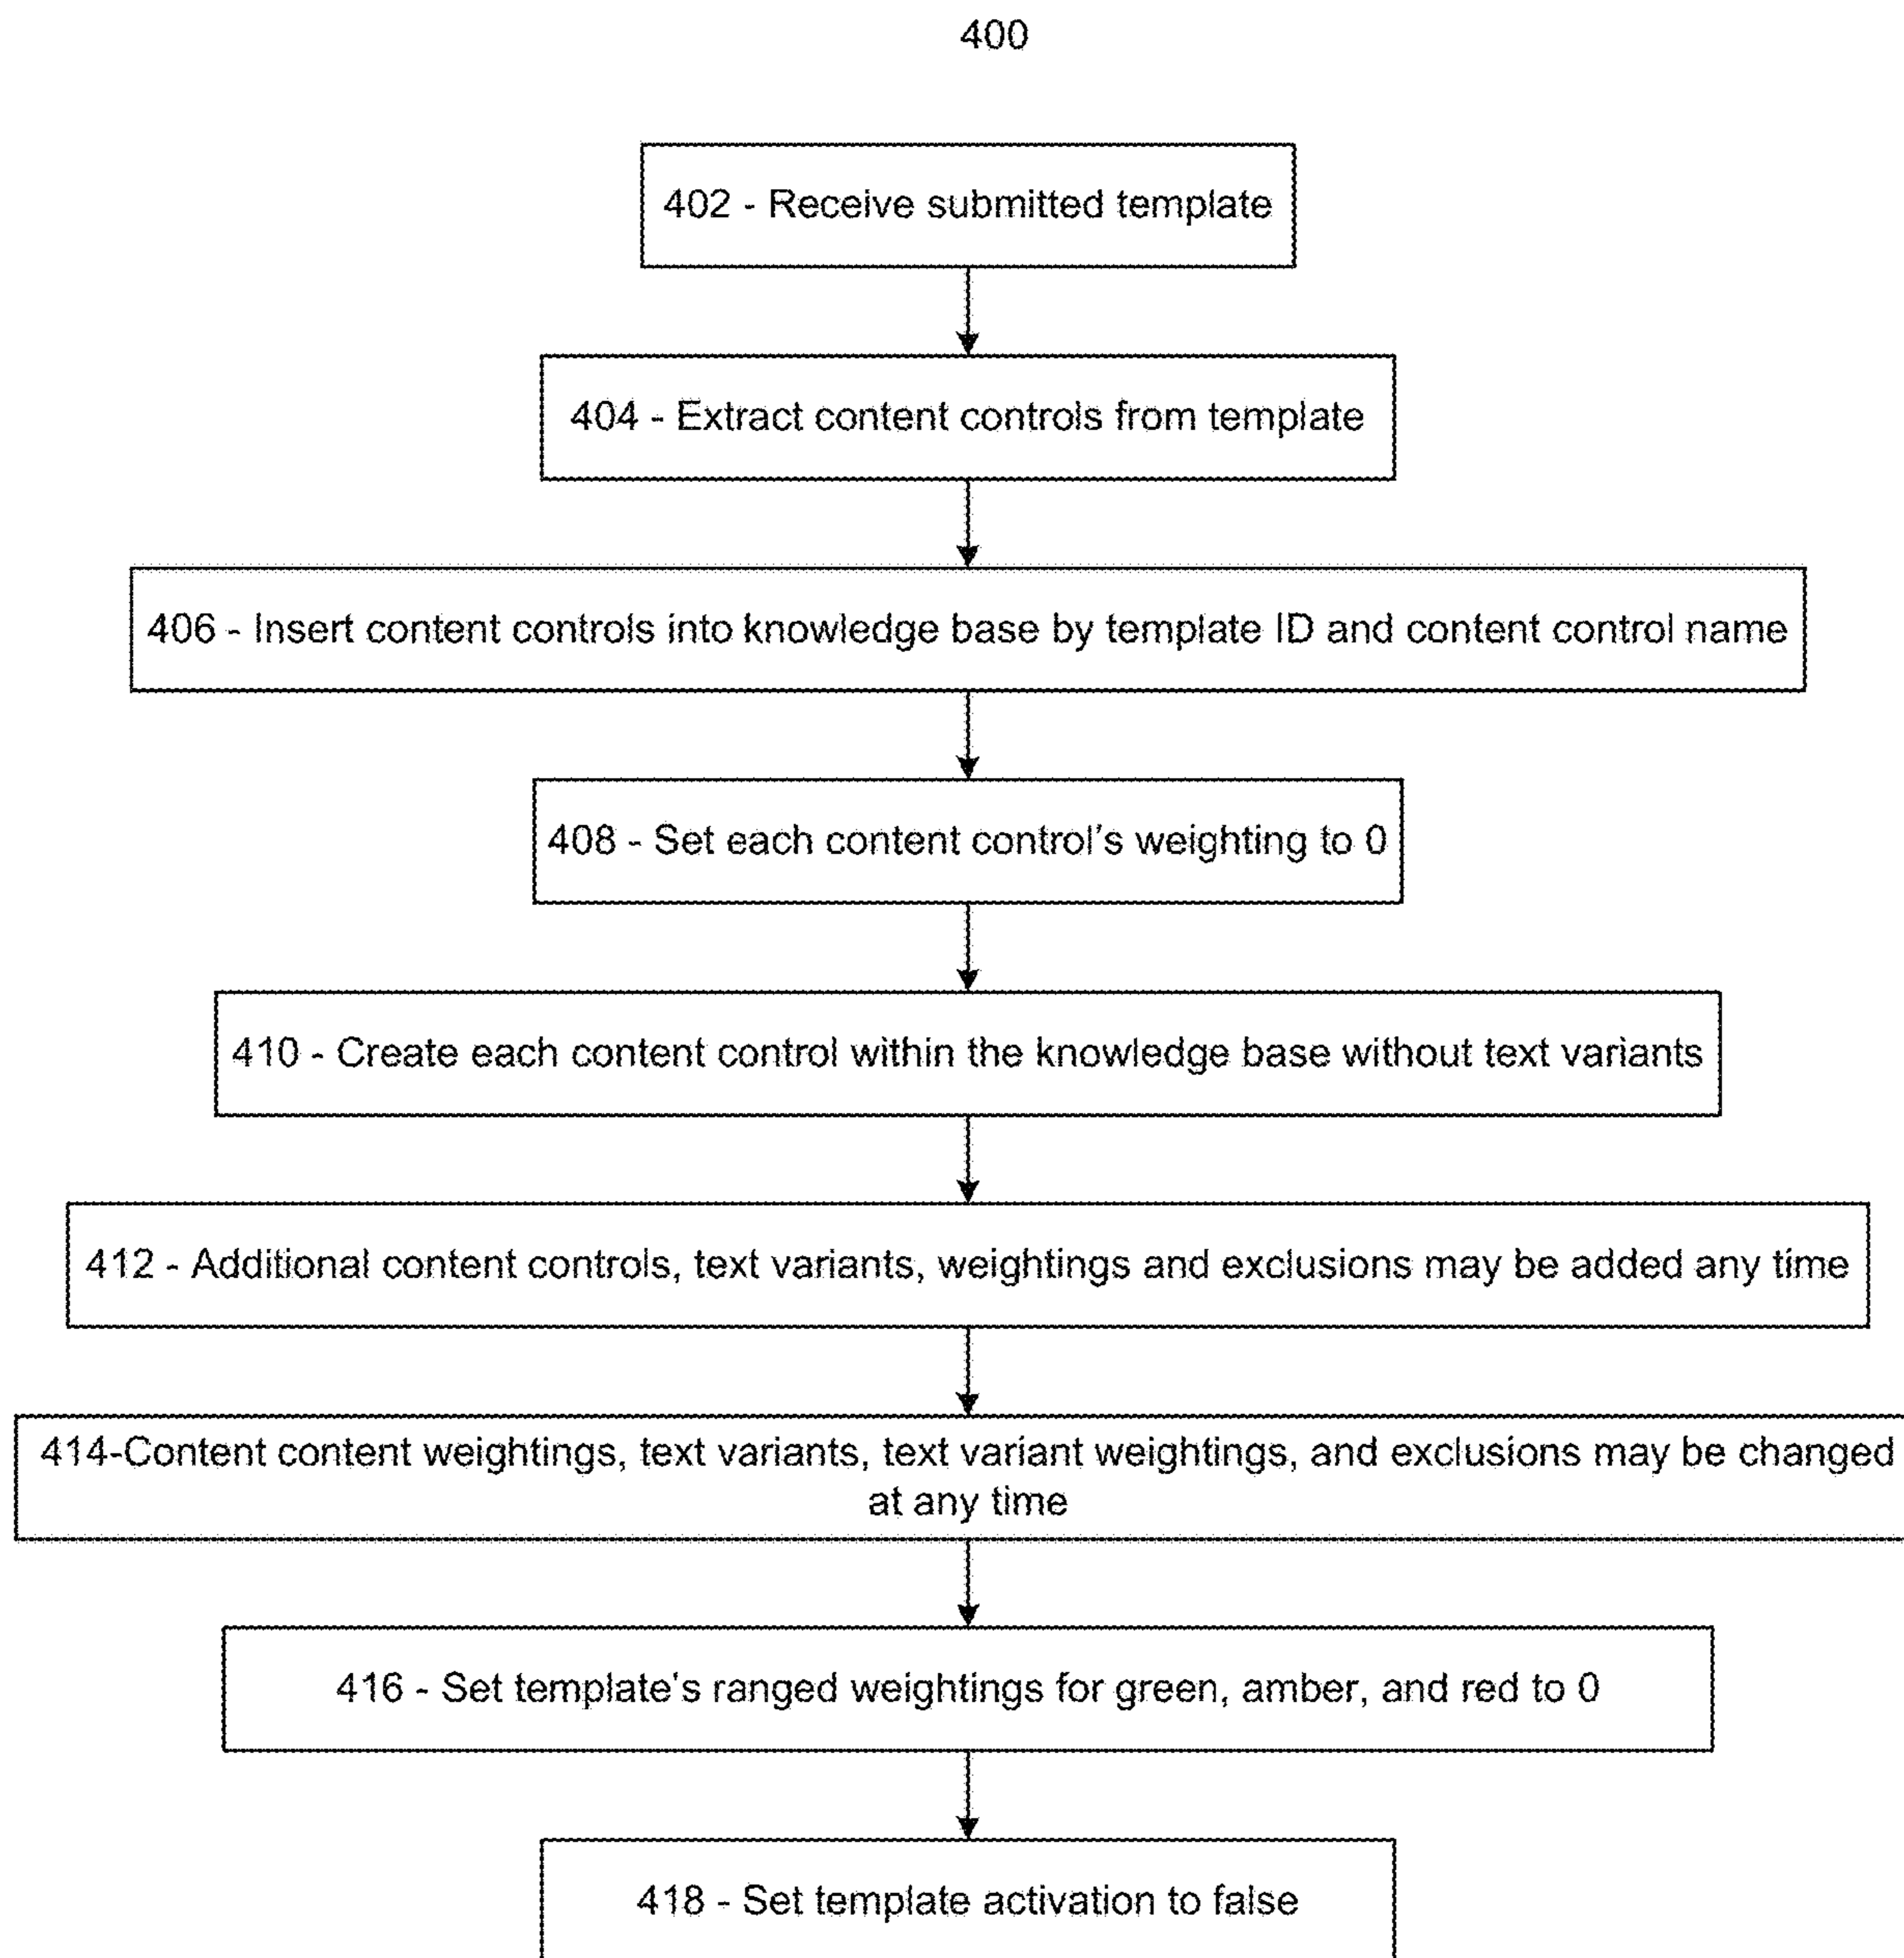 400
402 - Receive submitted template
404 - Extract content controls from template
406 - Insert content controls into knowledge base by template ID and content control name
408 - Set each content control's weighting to 0
410 - Create each content control within the knowledge base without text variants
412 - Additional content controls, text variants, weightings and exclusions may be added any time
414-Content content weightings, text variants, text variant weightings, and exclusions may be changed
at any time
416 - Set template's ranged weightings for green, amber, and red to 0
418 - Set template activation to false